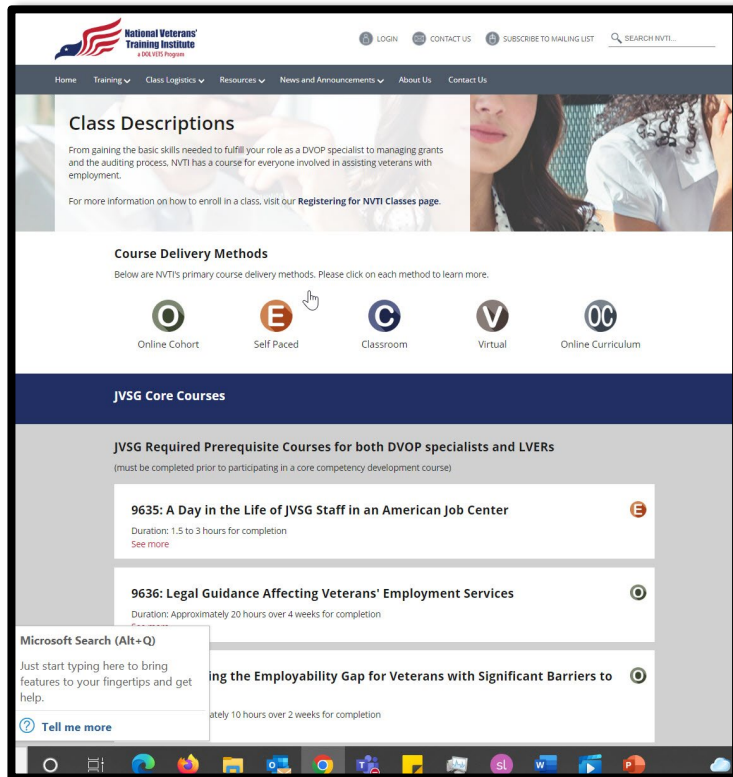 National Veterans'
Training Institute
a DOL VETS Program
LOGIN
CONTACT US
SUBSCRIBE TO MAILING LIST
SEARCH NVTI...
Home
Training
Class Logistics
Resources
News and Announcements
About Us
Contact Us
Class Descriptions
From gaining the basic skills needed to fulfill your role as a DVOP specialist to managing grants
and the auditing process, NVTI has a course for everyone involved in assisting veterans with
employment.
For more information on how to enroll in a class, visit our Registering for NVTI Classes page.
Course Delivery Methods
Below are NVTI's primary course delivery methods. Please click on each method to learn more.
O
E
C
V
OC
Online Cohort
Self Paced
Classroom
Virtual
Online Curriculum
JVSG Core Courses
JVSG Required Prerequisite Courses for both DVOP specialists and LVERs
(must be completed prior to participating in a core competency development course)
9635: A Day in the Life of JVSG Staff in an American Job Center
E
Duration: 1.5 to 3 hours for completion
See more
9636: Legal Guidance Affecting Veterans' Employment Services
O
Duration: Approximately 20 hours over 4 weeks for completion
ing the Employability Gap for Veterans with Significant Barriers to
O
ately 10 hours over 2 weeks for completion
Microsoft Search (Alt+Q)
Just start typing here to bring
features to your fingertips and get
help.
? Tell me more
sl